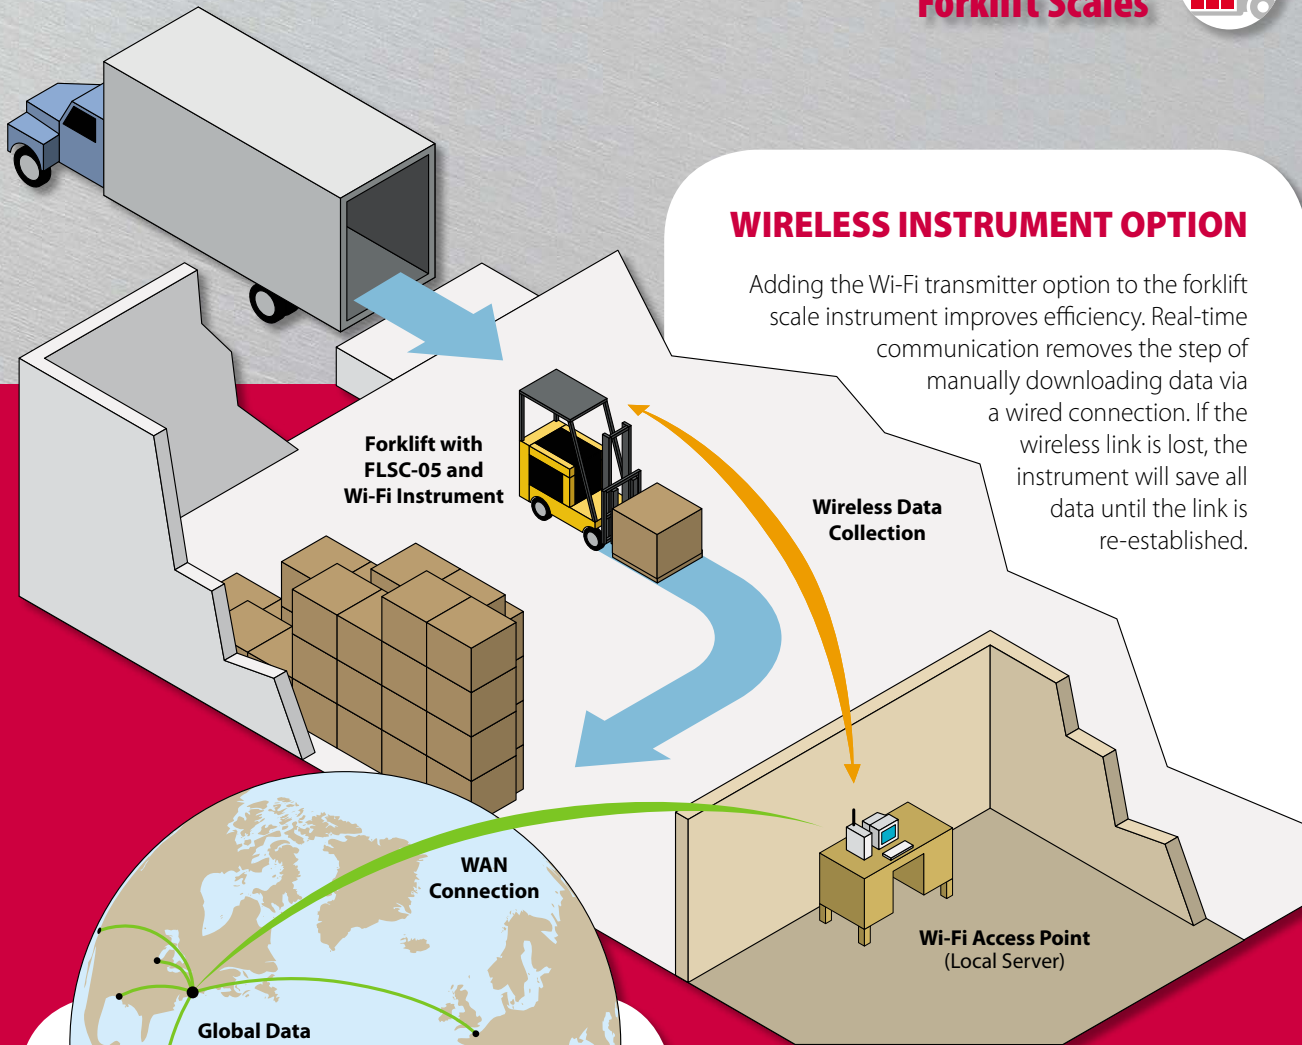 Forklift Scales
WIRELESS INSTRUMENT OPTION
Adding the Wi-Fi transmitter option to the forklift
scale instrument improves efficiency. Real-time
communication removes the step of
manually downloading data via
a wired connection. If the
wireless link is lost, the
instrument will save all
data until the link is
re-established.
Forklift with
FLSC-05 and
Wi-Fi Instrument
Wireless Data
Collection
WAN
Connection
Wi-Fi Access Point
(Local Server)
Global Data